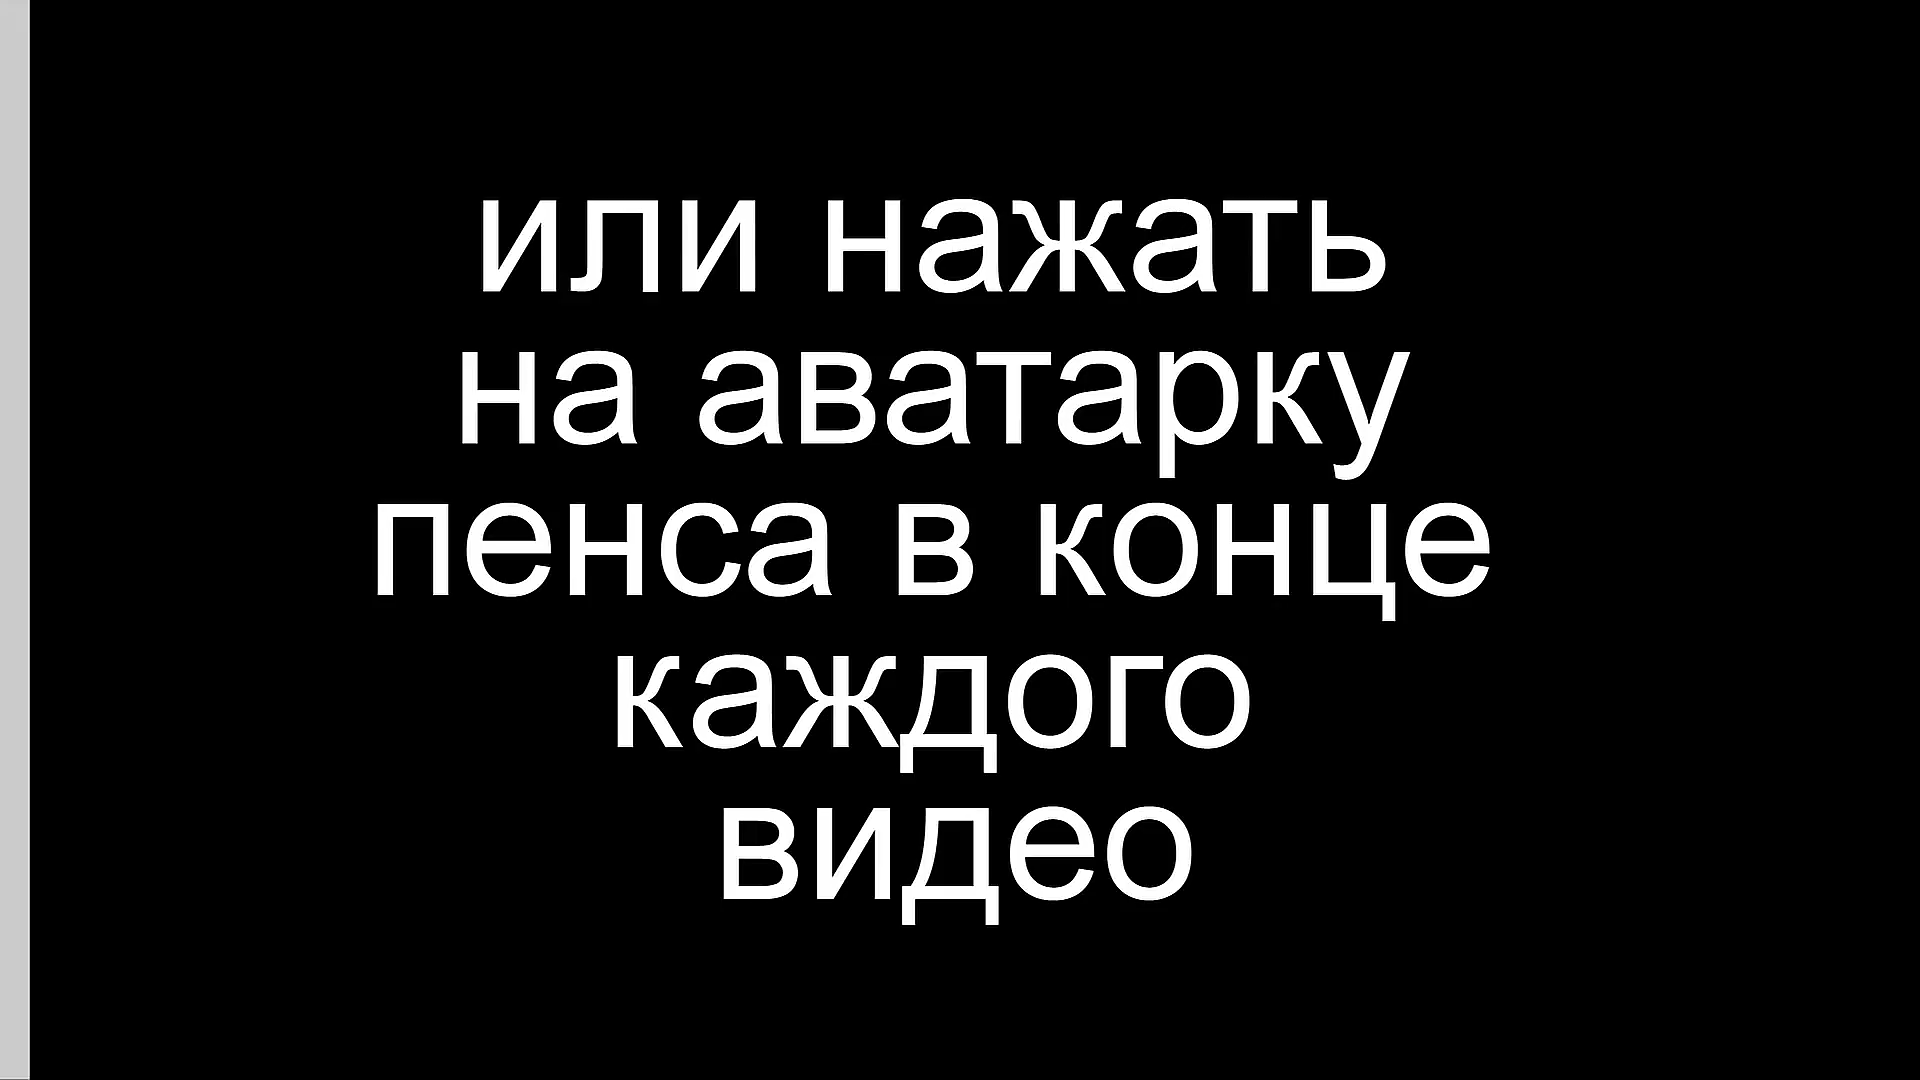 или нажать
на аватарку
пенса в конце
каждого
видео